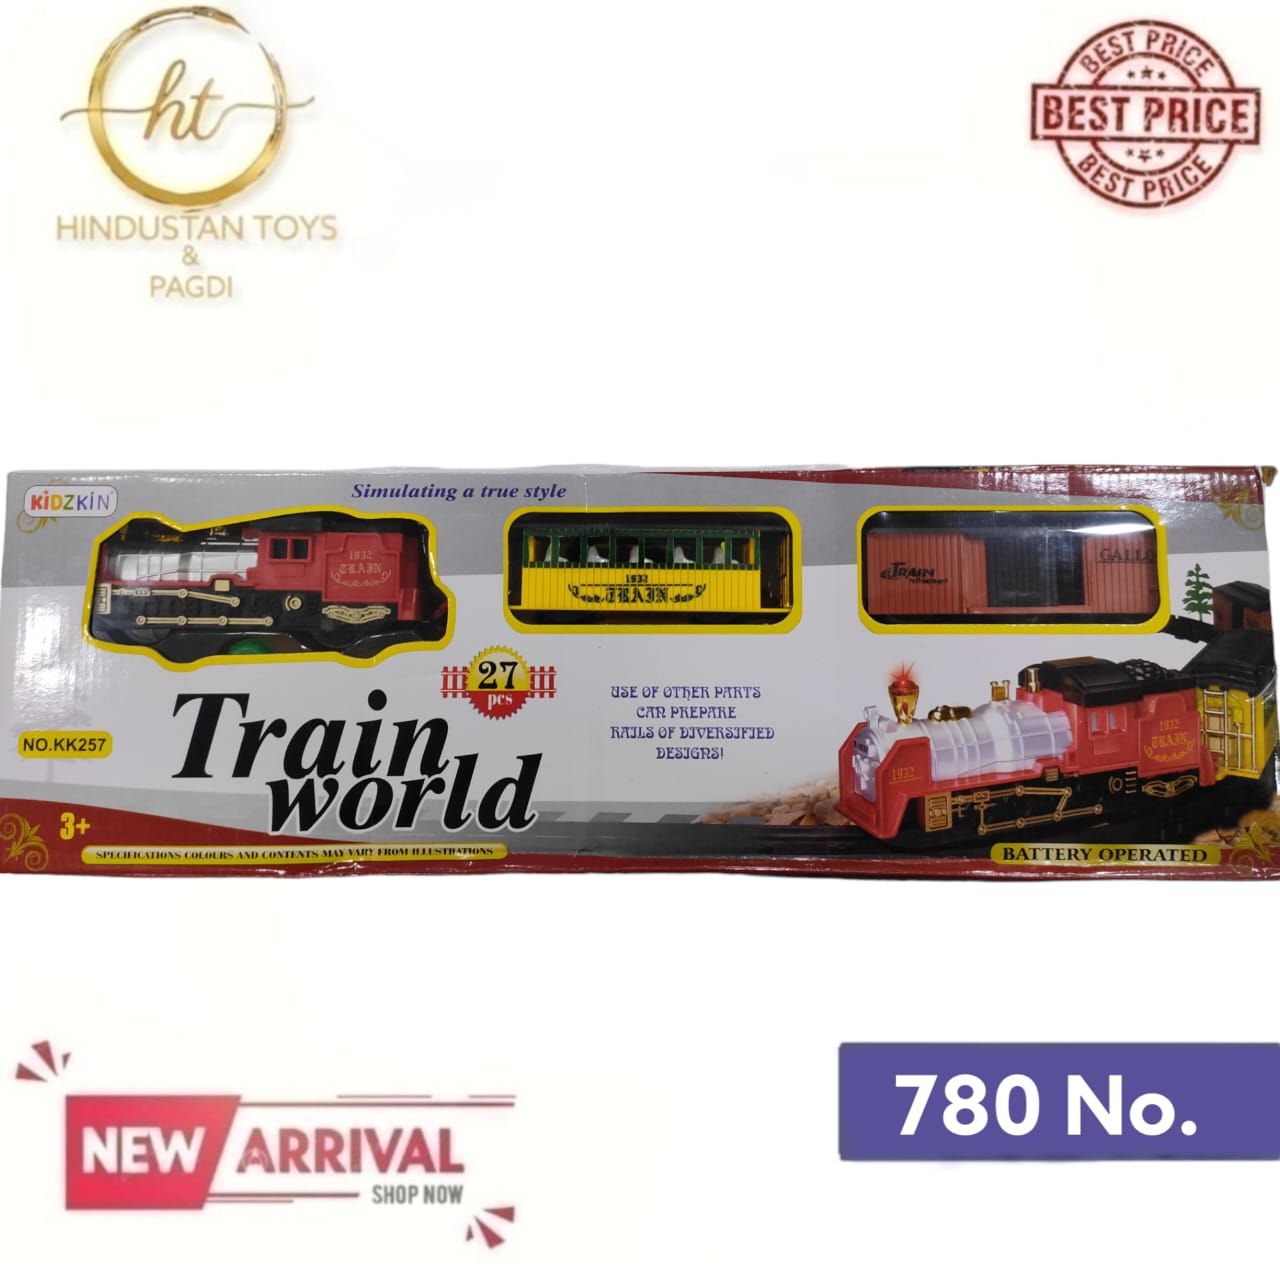 ht
HINDUSTAN TOYS
&
PAGDI
BEST PRICE
BEST PRICE
BEST PRICE
KiDZKiN
Simulating a true style
1932
TRAIN
1932
TRAIN
TRAIN
GALL
27
pcs
USE OF OTHER PARTS
CAN PREPARE
RAILS OF DIVERSIFIED
DESIGNS!
NO.KK257
Train
world
1932
TRAIN
1932
3+
SPECIFICATIONS COLOURS AND CONTENTS MAY VARY FROM ILLUSTRATIONS
BATTERY OPERATED
780 No.
NEW ARRIVAL
SHOP NOW